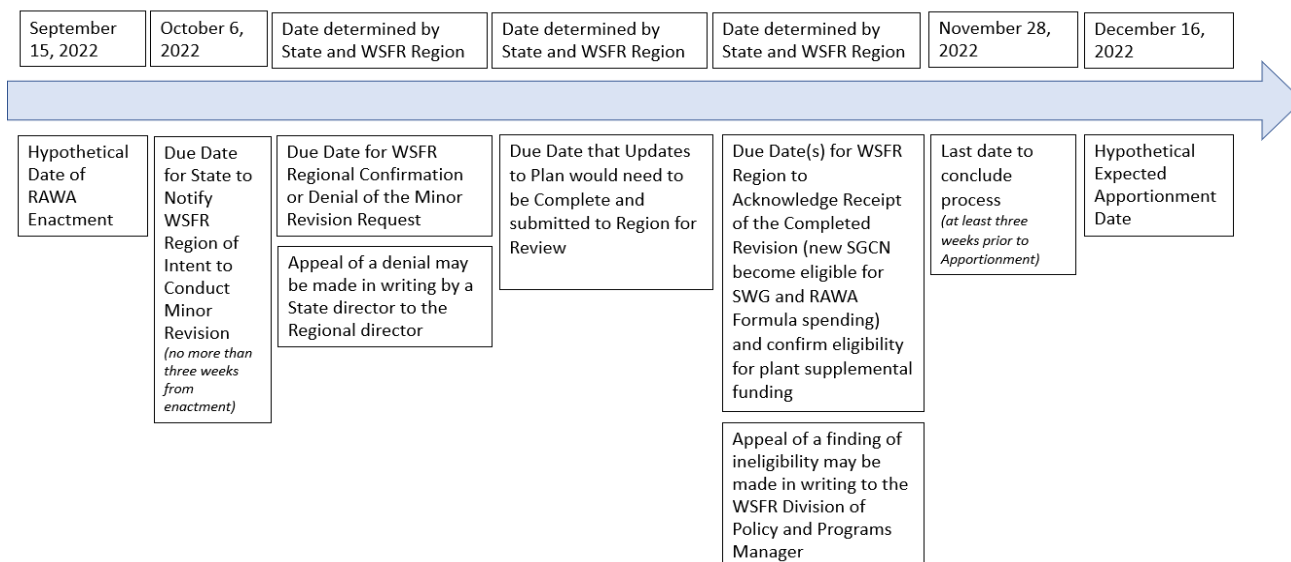 September
15, 2022
October 6,
2022
Date determined by
State and WSFR Region
Date determined by
State and WSFR Region
Date determined by
State and WSFR Region
November 28,
2022
December 16,
2022
Hypothetical
Date of
RAWA
Enactment
Due Date
for State to
Notify
WSFR
Region of
Intent to
Conduct
Minor
Revision
(no more than
three weeks
from
enactment)
Due Date for WSFR
Regional Confirmation
or Denial of the Minor
Revision Request
Appeal of a denial may
be made in writing by a
State director to the
Regional director
Due Date that Updates
to Plan would need to
be Complete and
submitted to Region for
Review
Due Date(s) for WSFR
Region to
Acknowledge Receipt
of the Completed
Revision (new SGCN
become eligible for
SWG and RAWA
Formula spending)
and confirm eligibility
for plant supplemental
funding
Appeal of a finding of
ineligibility may be
made in writing to the
WSFR Division of
Policy and Programs
Manager
Last date to
conclude
process
(at least three
weeks prior to
Apportionment)
Hypothetical
Expected
Apportionment
Date